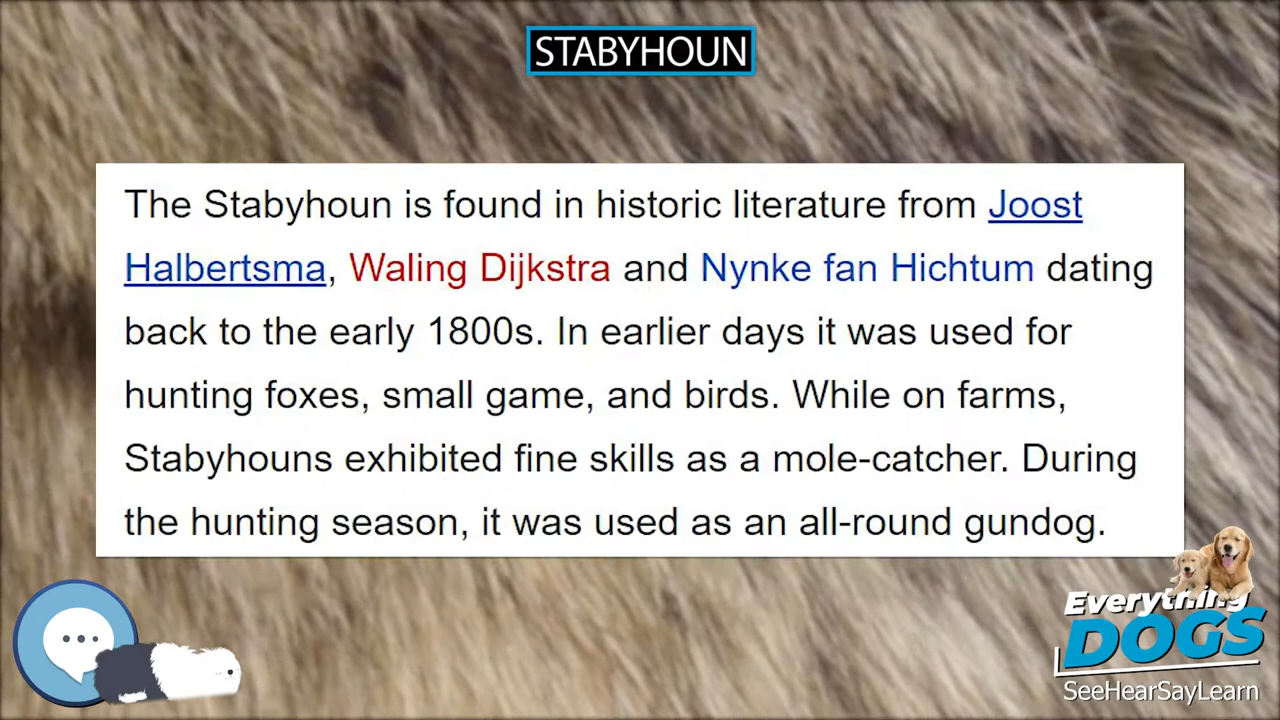 STABYHOUN
The Stabyhoun is found in historic literature from Joost
Halbertsma, Waling Dijkstra and Nynke fan Hichtum dating
back to the early 1800s. In earlier days it was used for
hunting foxes, small game, and birds. While on farms,
Stabyhouns exhibited fine skills as a mole-catcher. During
the hunting season, it was used as an all-round gundog.
Everything
DOGS
SeeHearSayLearn